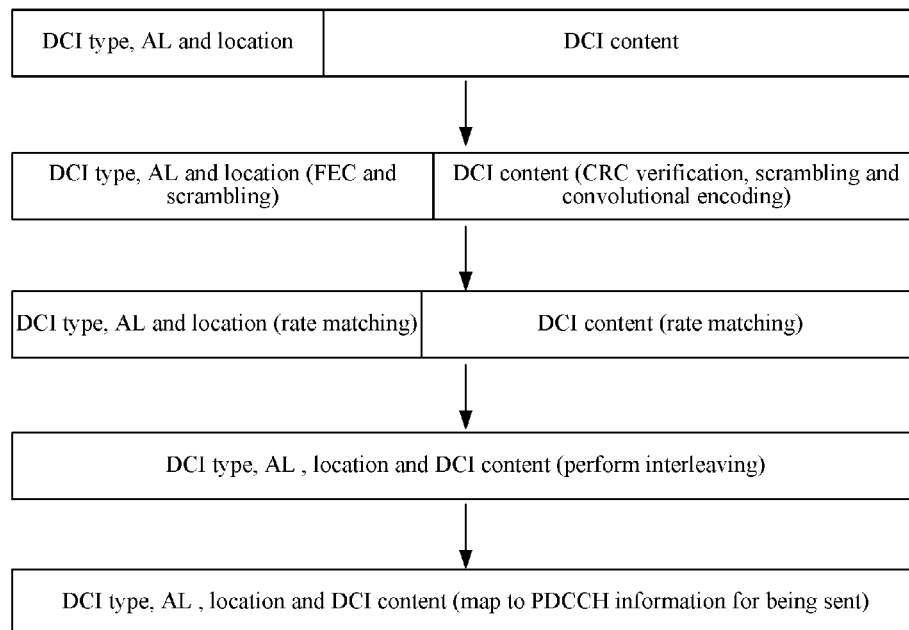 DCI type, AL and location
DCI content
DCI type, AL and location (FEC and
scrambling)
DCI content (CRC verification, scrambling and
convolutional encoding)
DCI type, AL and location (rate matching)
DCI content (rate matching)
DCI type, AL , location and DCI content (perform interleaving)
DCI type, AL , location and DCI content (map to PDCCH information for being sent)